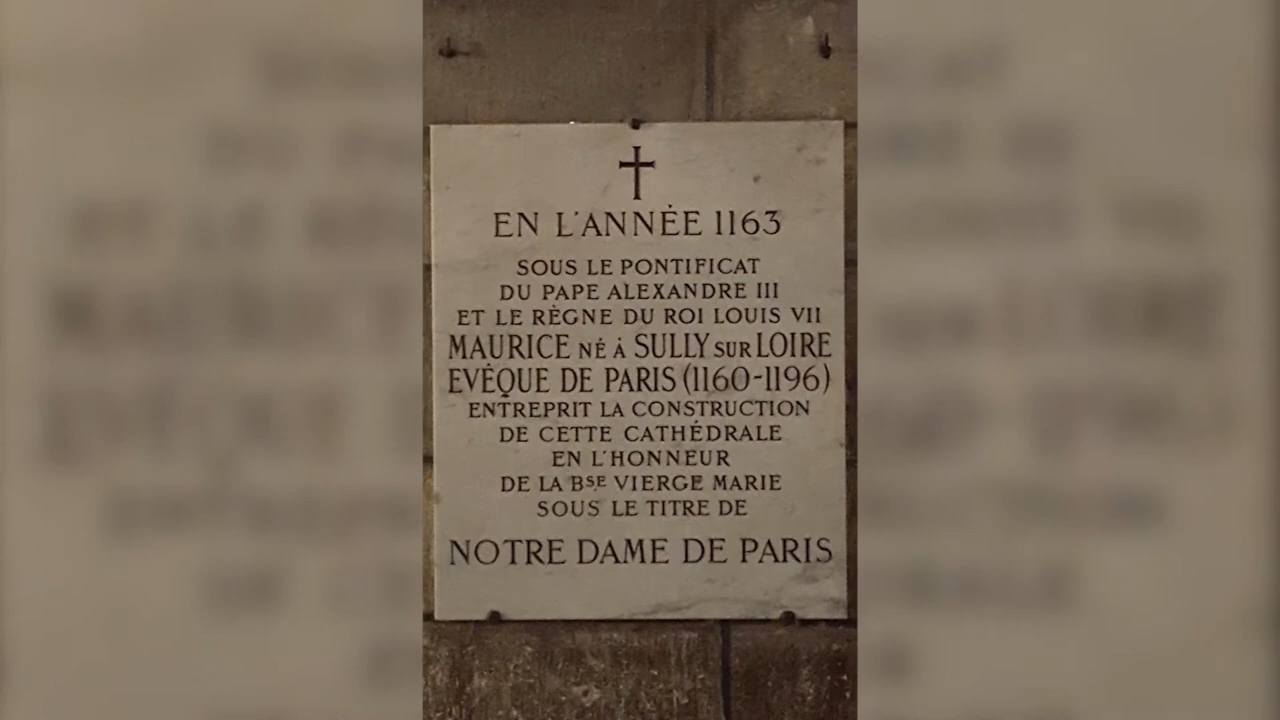 EN L'ANNÉE 1163
SOUS LE PONTIFICAT
DU PAPE ALEXANDRE III
ET LE RÈGNE DU ROI LOUIS VII
MAURICE NÉ À SULLY SUR LOIRE
EVÊQUE DE PARIS (1160-1196)
ENTREPRIT LA CONSTRUCTION
DE CETTE CATHÉDRALE
EN L'HONNEUR
DE LA BSE VIERGE MARIE
SOUS LE TITRE DE
NOTRE DAME DE PARIS